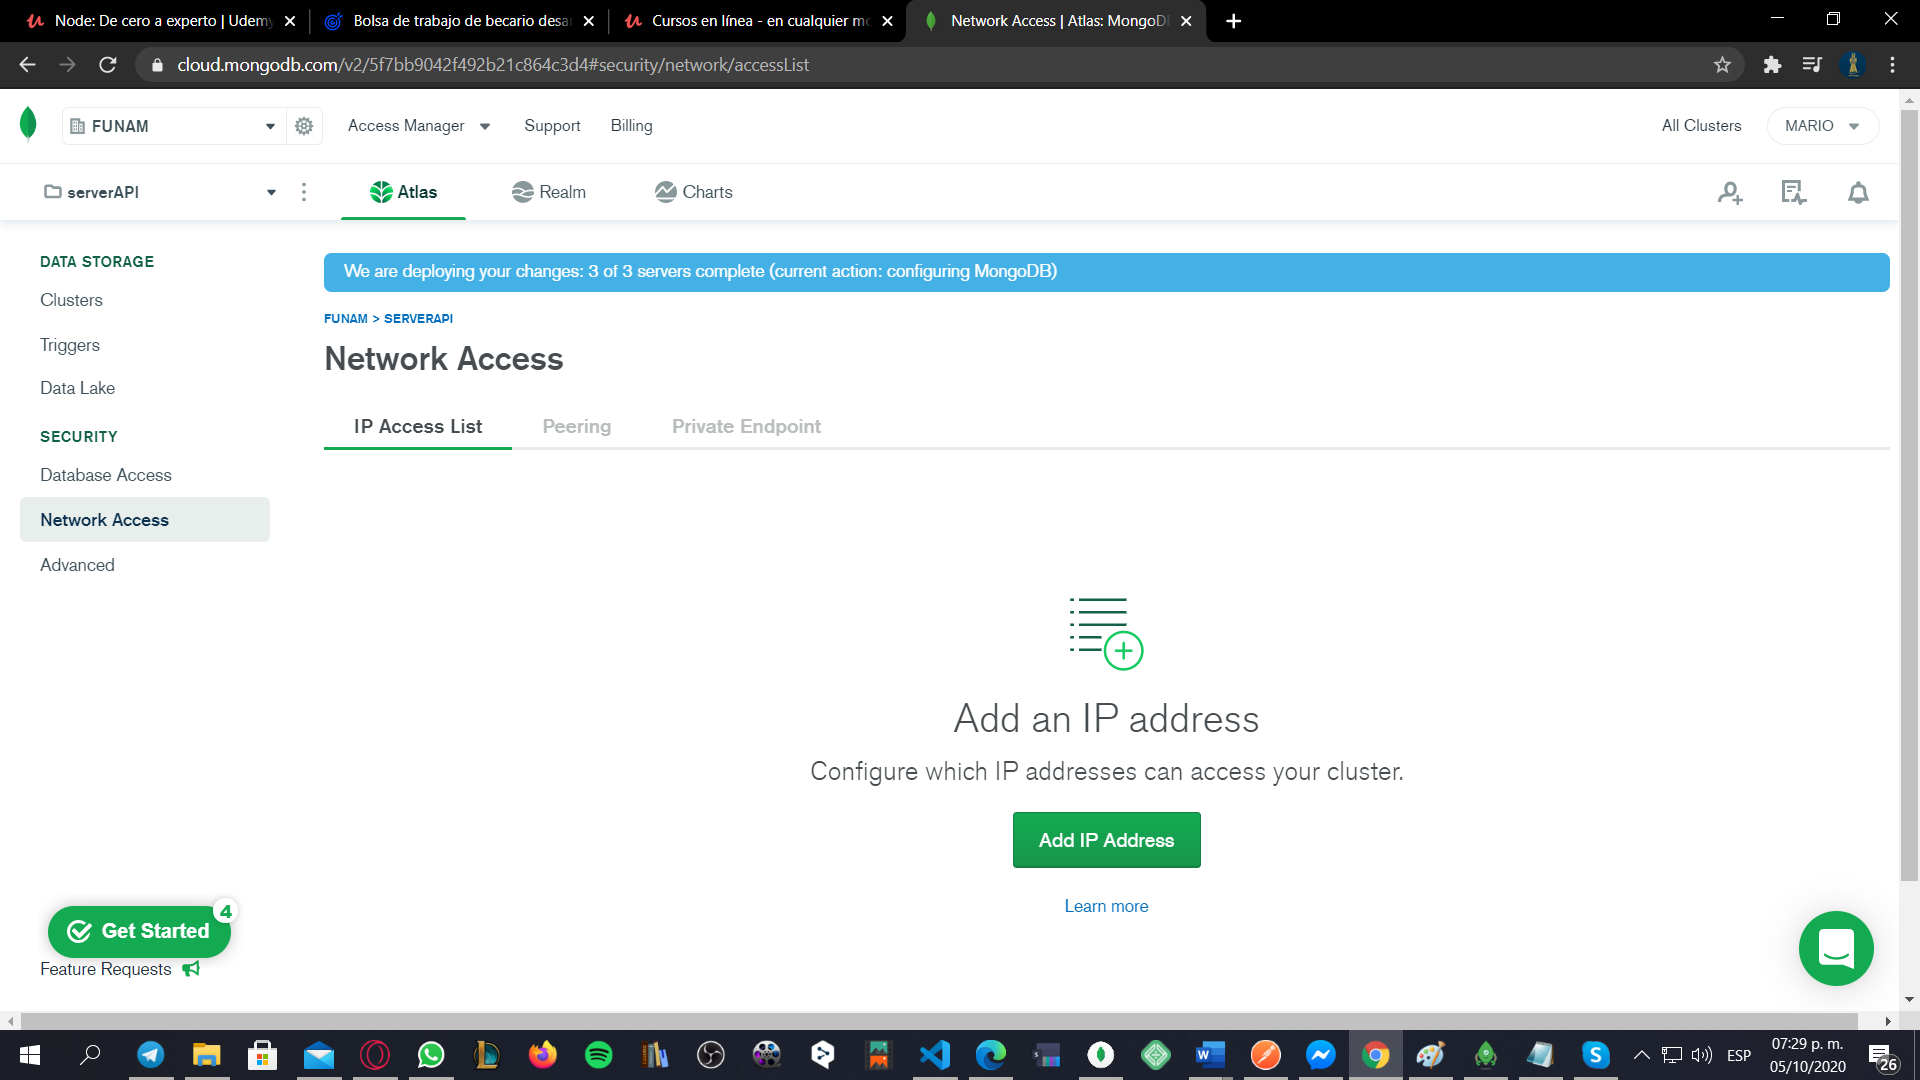 Node: De cero a experto | Udemy
Bolsa de trabajo de becario desa
Cursos en línea - en cualquier mo
Network Access | Atlas: MongoDB
cloud.mongodb.com/v2/5f7bb9042f492b21c864c3d4#security/network/accessList
FUNAM
Access Manager
Support
Billing
All Clusters
MARIO
serverAPI
Atlas
Realm
Charts
DATA STORAGE
Clusters
Triggers
Data Lake
SECURITY
Database Access
Network Access
Advanced
We are deploying your changes: 3 of 3 servers complete (current action: configuring MongoDB)
FUNAM > SERVERAPI
Network Access
IP Access List
Peering
Private Endpoint
Add an IP address
Configure which IP addresses can access your cluster.
Add IP Address
Learn more
4
Get Started
Feature Requests
ESP
07:29 p. m.
05/10/2020
26